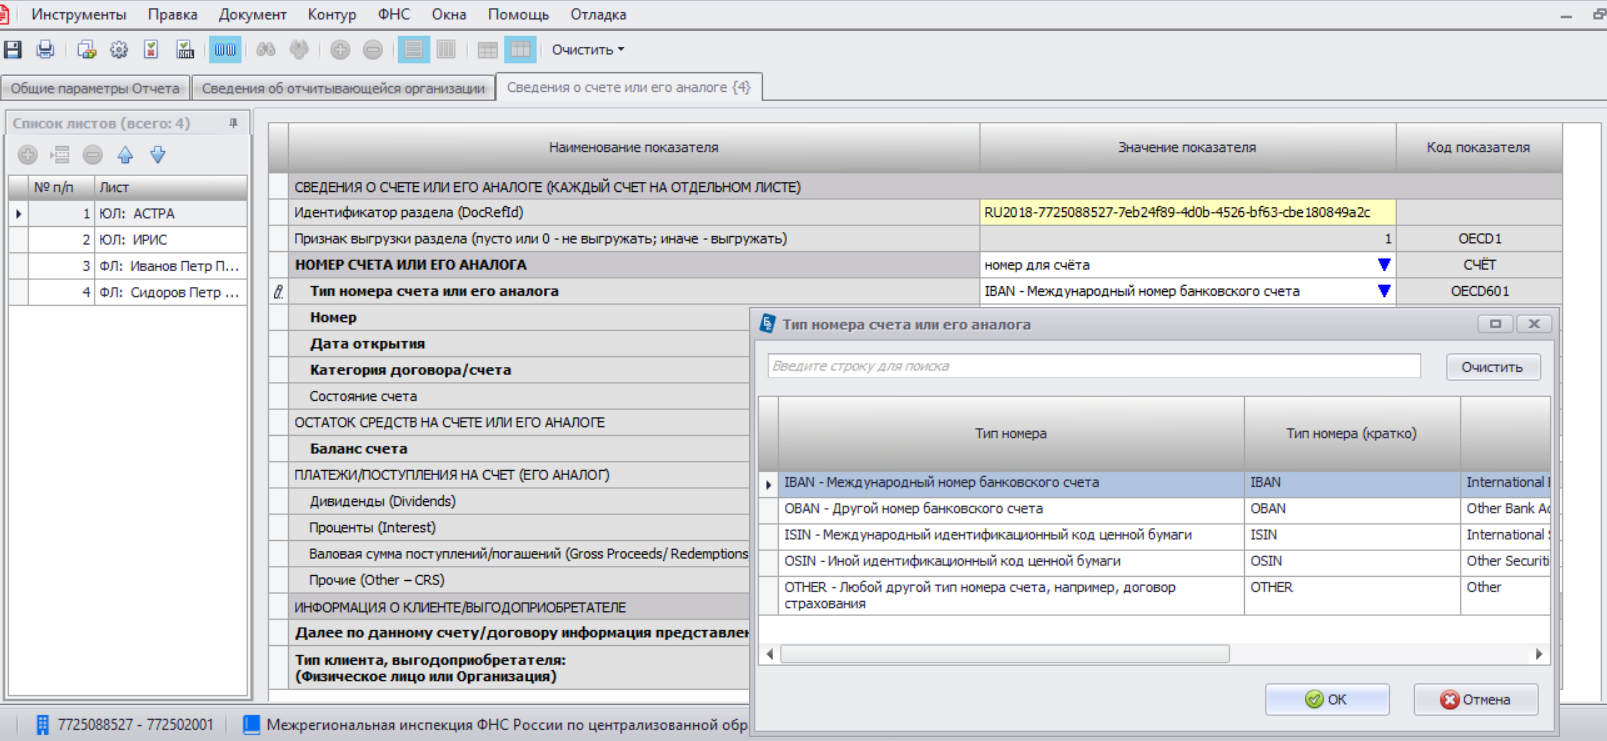 Инструменты Правка Документ Контур ФНС Окна Помощь Отладка
Очистить
Общие параметры Отчета Сведения об отчитывающейся организации Сведения о счете или его аналоге {4}
Список листов (всего: 4)
№ п/п Лист
1 ЮЛ: АСТРА
2 ЮЛ: ИРИС
3 ФЛ: Иванов Петр П...
4 ФЛ: Сидоров Петр ...
Наименование показателя Значение показателя Код показателя
СВЕДЕНИЯ О СЧЕТЕ ИЛИ ЕГО АНАЛОГЕ (КАЖДЫЙ СЧЕТ НА ОТДЕЛЬНОМ ЛИСТЕ)
Идентификатор раздела (DocRefId) RU2018-7725088527-7eb24f89-4d0b-4526-bf63-cbe180849a2c
Признак выгрузки раздела (пусто или 0 - не выгружать; иначе - выгружать) 1 OECD1
НОМЕР СЧЕТА ИЛИ ЕГО АНАЛОГА номер для счёта СЧЁТ
Тип номера счета или его аналога IBAN - Международный номер банковского счета OECD601
Номер
Дата открытия
Категория договора/счета
Состояние счета
ОСТАТОК СРЕДСТВ НА СЧЕТЕ ИЛИ ЕГО АНАЛОГЕ
Баланс счета
ПЛАТЕЖИ/ПОСТУПЛЕНИЯ НА СЧЕТ (ЕГО АНАЛОГ)
Дивиденды (Dividends)
Проценты (Interest)
Валовая сумма поступлений/погашений (Gross Proceeds/ Redemptions
Прочие (Other – CRS)
ИНФОРМАЦИЯ О КЛИЕНТЕ/ВЫГОДОПРИОБРЕТАТЕЛЕ
Далее по данному счету/договору информация представлен
Тип клиента, выгодоприобретателя:
(Физическое лицо или Организация)
Тип номера счета или его аналога
Введите строку для поиска Очистить
Тип номера Тип номера (кратко)
IBAN - Международный номер банковского счета IBAN International
OBAN - Другой номер банковского счета OBAN Other Bank Ac
ISIN - Международный идентификационный код ценной бумаги ISIN International
OSIN - Иной идентификационный код ценной бумаги OSIN Other Securiti
OTHER - Любой другой тип номера счета, например, договор OTHER Other
страхования
OK Отмена
7725088527 - 772502001 Межрегиональная инспекция ФНС России по централизованной обр